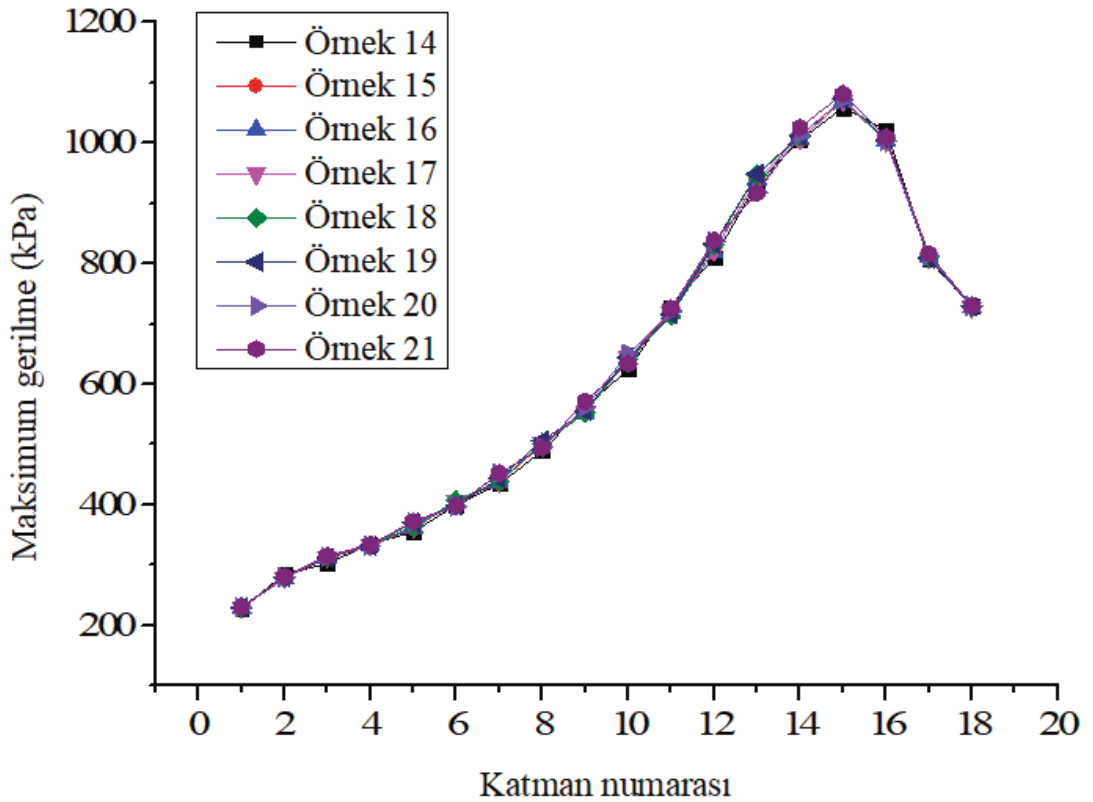 1200
1000
800
600
400
200
Maksimum gerilme (kPa)
Örnek 14
Örnek 15
Örnek 16
Örnek 17
Örnek 18
Örnek 19
Örnek 20
Örnek 21
0 2 4 6 8 10 12 14 16 18 20
Katman numarası